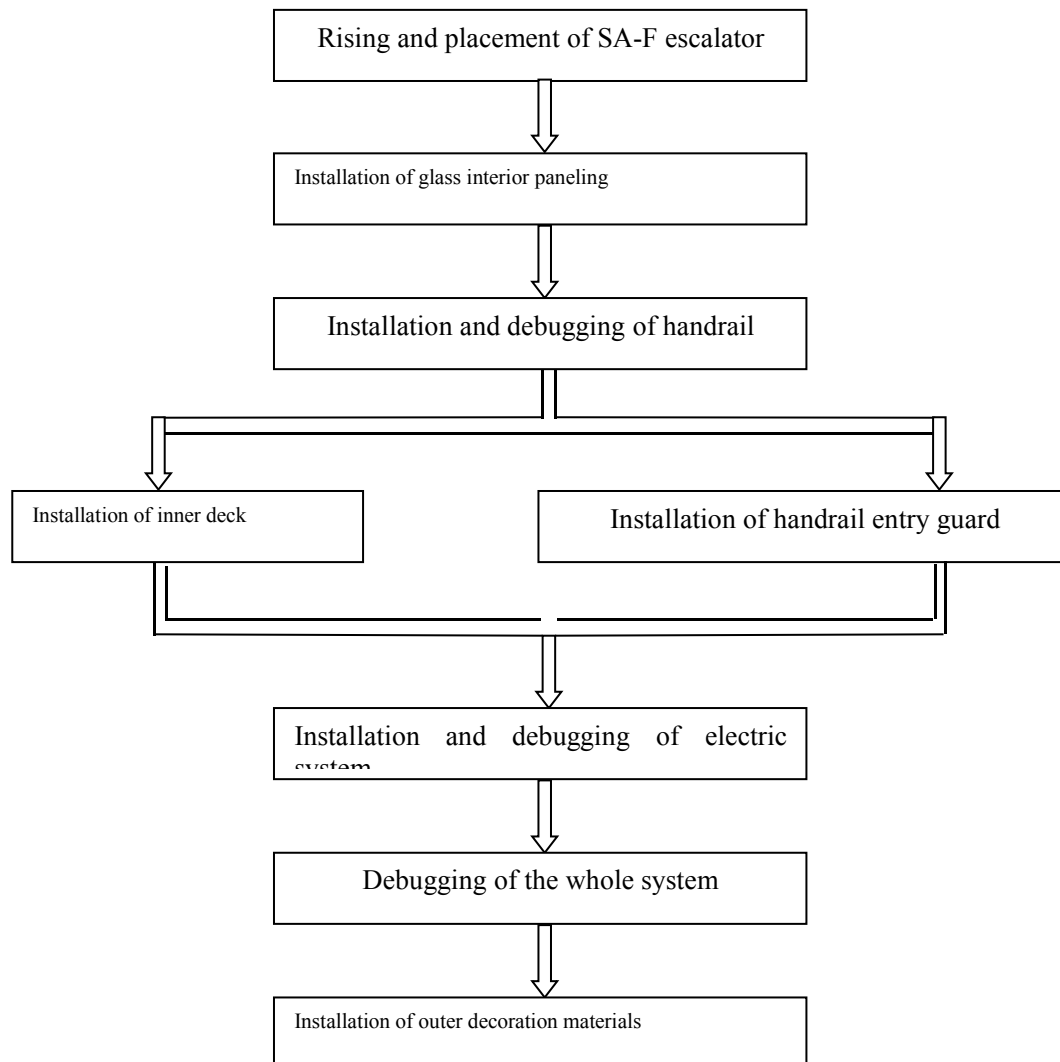 Rising and placement of SA-F escalator
Installation of glass interior paneling
Installation and debugging of handrail
Installation of inner deck
Installation of handrail entry guard
Installation and debugging of electric
system
Debugging of the whole system
Installation of outer decoration materials